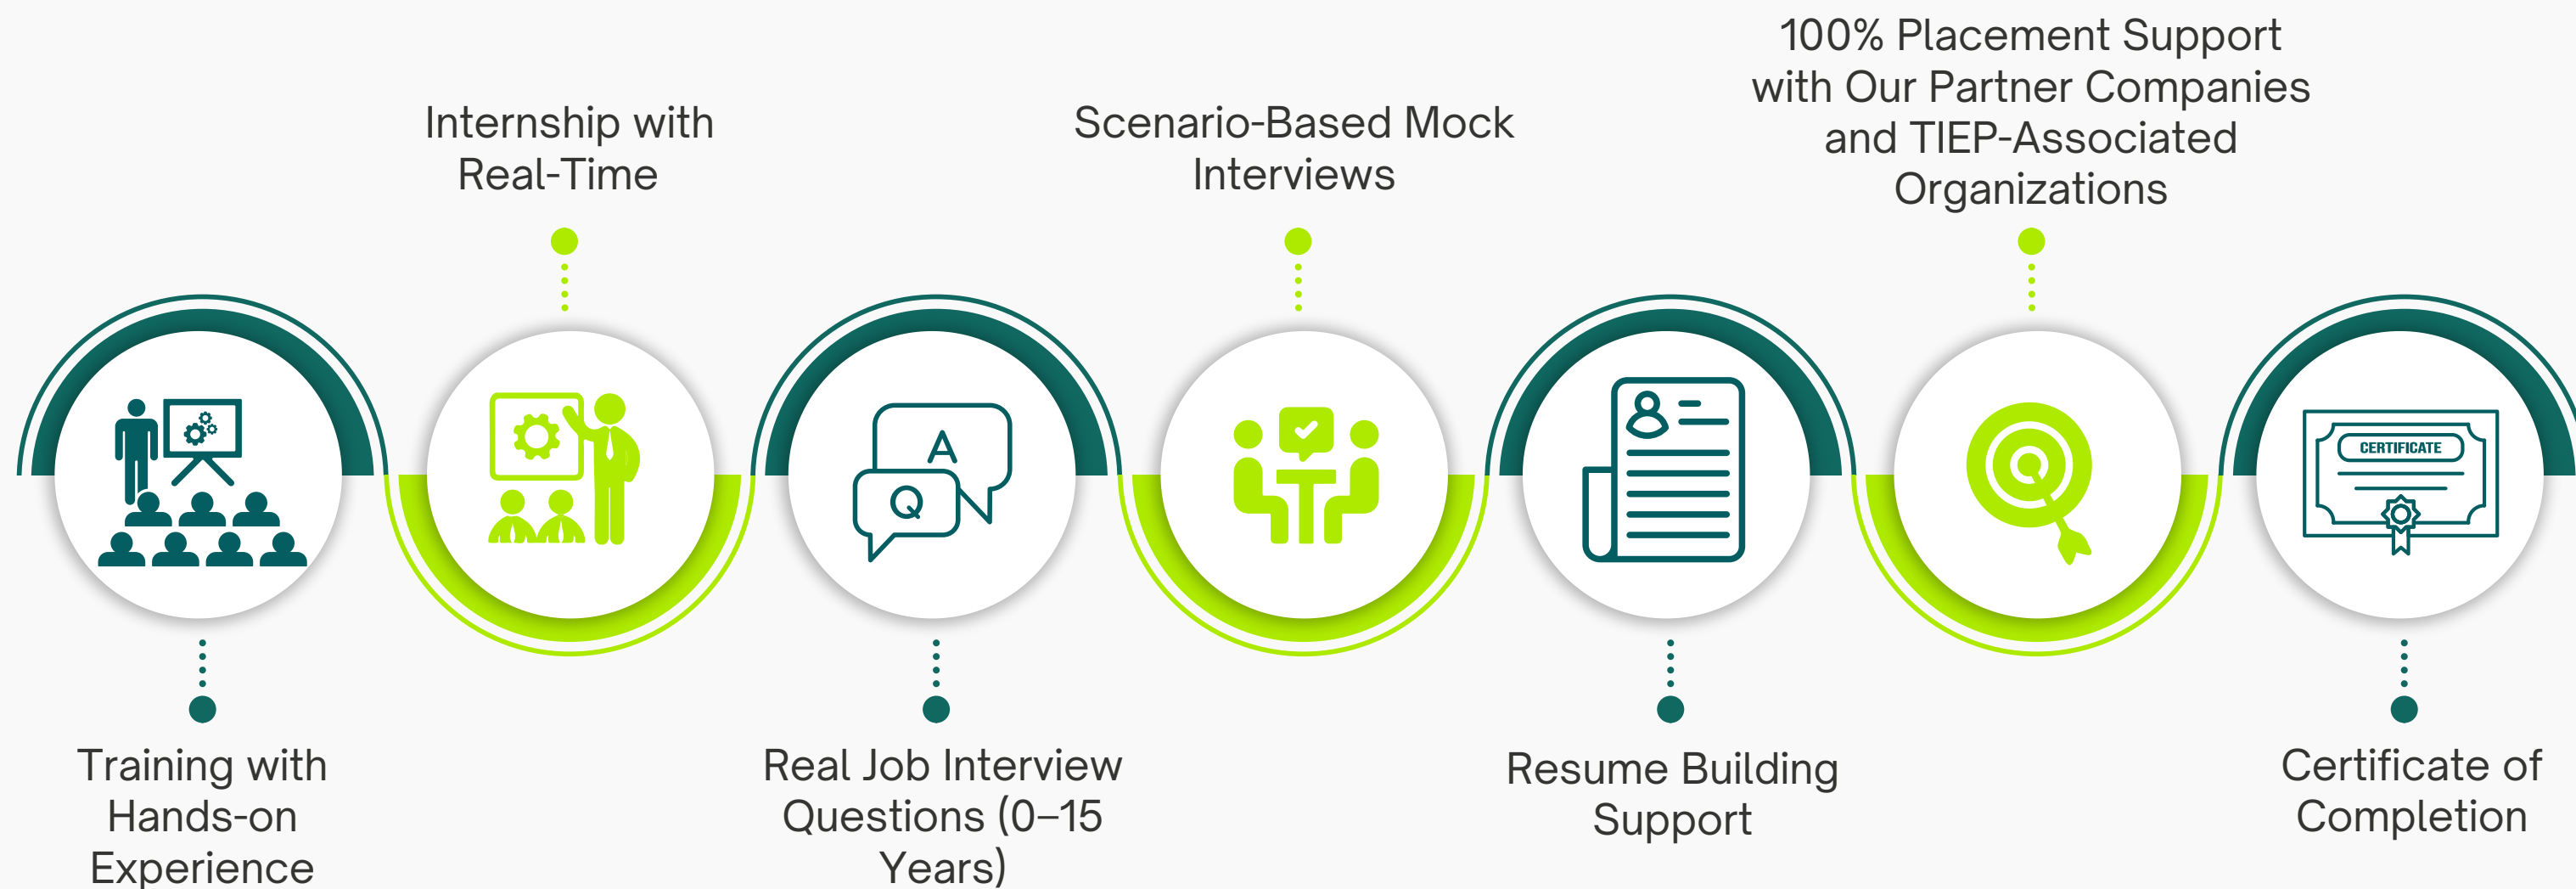 Training with
Hands-on
Experience
Internship with
Real-Time
A
Q
Real Job Interview
Questions (0–15
Years)
Scenario-Based Mock
Interviews
Resume Building
Support
100% Placement Support
with Our Partner Companies
and TIEP-Associated
Organizations
CERTIFICATE
Certificate of
Completion